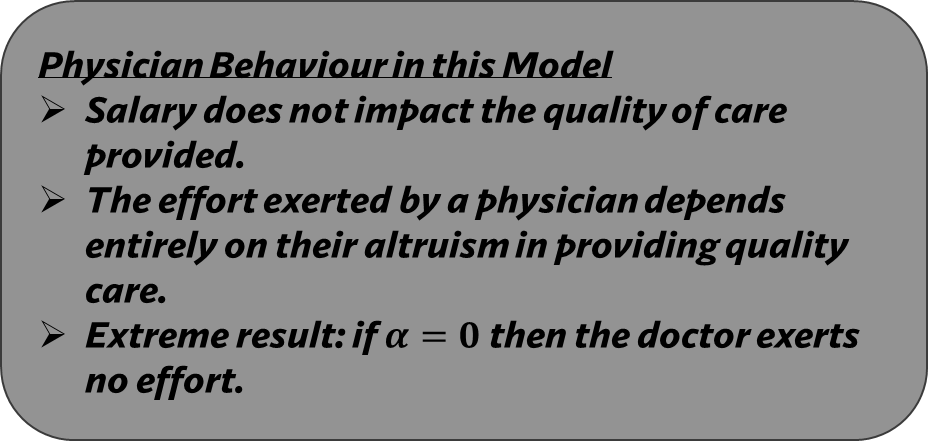 Physician Behaviour in this Model
➢ Salary does not impact the quality of care
provided.
➢ The effort exerted by a physician depends
entirely on their altruism in providing quality
care.
➢ Extreme result: if α = 0 then the doctor exerts
no effort.